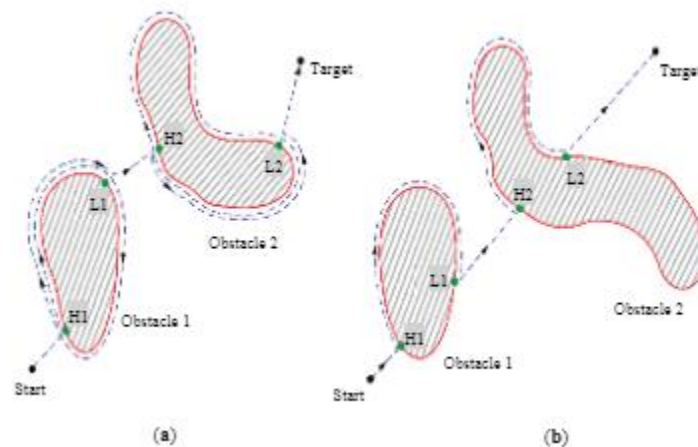 Target
H2
L2
L1
Obstacle 2
H1
Obstacle 1
Start
(a)
Target
L2
H2
L1
Obstacle 2
H1
Obstacle 1
Start
(b)